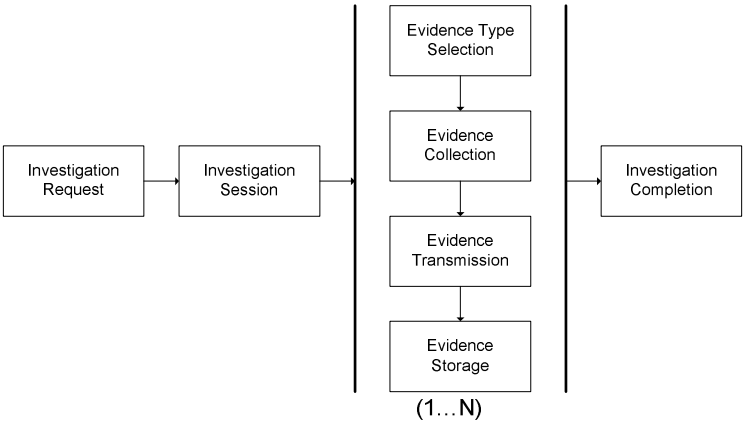 Investigation
Request
Investigation
Session
Evidence Type
Selection
Evidence
Collection
Evidence
Transmission
Evidence
Storage
(1…N)
Investigation
Completion